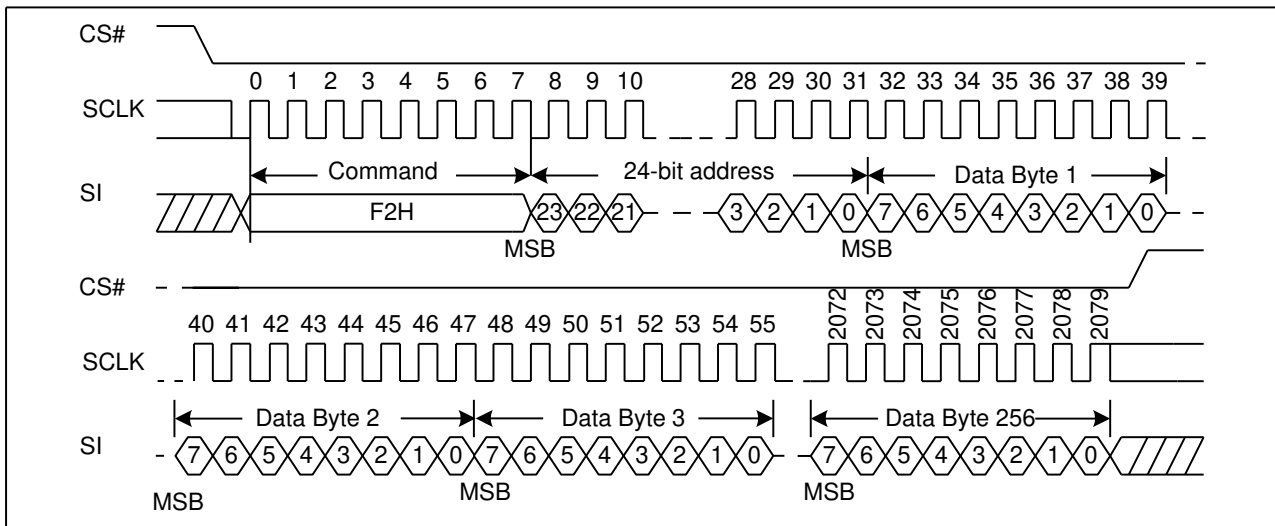 CS#
0 1 2 3 4 5 6 7 8 9 10 28 29 30 31 32 33 34 35 36 37 38 39
SCLK
Command 24-bit address Data Byte 1
SI
F2H 23 22 21 3 2 1 0 7 6 5 4 3 2 1 0
MSB MSB
CS#
40 41 42 43 44 45 46 47 48 49 50 51 52 53 54 55 2072 2073 2074 2075 2076 2077 2078 2079
SCLK
Data Byte 2 Data Byte 3 Data Byte 256
SI 7 6 5 4 3 2 1 0 7 6 5 4 3 2 1 0 7 6 5 4 3 2 1 0
MSB MSB MSB